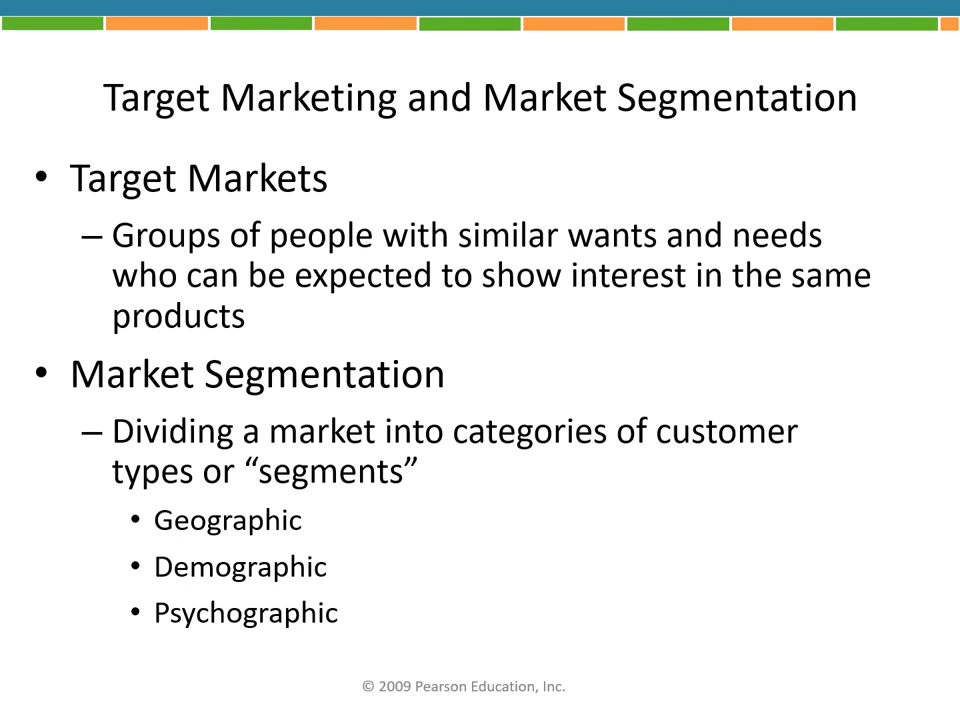 Target Marketing and Market Segmentation
• Target Markets
– Groups of people with similar wants and needs
who can be expected to show interest in the same
products
• Market Segmentation
– Dividing a market into categories of customer
types or “segments”
• Geographic
• Demographic
• Psychographic
© 2009 Pearson Education, Inc.